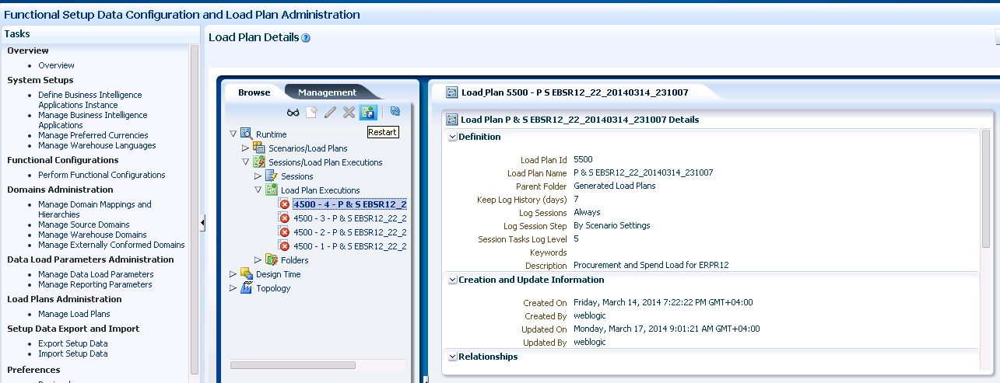 Functional Setup Data Configuration and Load Plan Administration
Tasks
Overview
Overview
System Setups
Define Business Intelligence
Applications Instance
Manage Business Intelligence
Applications
Manage Preferred Currencies
Manage Warehouse Languages
Functional Configurations
Perform Functional Configurations
Domains Administration
Manage Domain Mappings and
Hierarchies
Manage Source Domains
Manage Warehouse Domains
Manage Externally Conformed Domains
Data Load Parameters Administration
Manage Data Load Parameters
Manage Reporting Parameters
Load Plans Administration
Manage Load Plans
Setup Data Export and Import
Export Setup Data
Import Setup Data
Preferences
Load Plan Details
Browse
Management
Restart
Runtime
Scenarios/Load Plans
Sessions/Load Plan Executions
Sessions
Load Plan Executions
4500 - 4 - P & S EBSR12_2
4500 - 3 - P & S EBSR12_22_2
4500 - 2 - P & S EBSR12_22_2
4500 - 1 - P & S EBSR12_22_2
Folders
Design Time
Topology
Load Plan 5500 - P S EBSR12_22_20140314_231007
Load Plan P & S EBSR12_22_20140314_231007 Details
Definition
Load Plan Id 5500
Load Plan Name P & S EBSR12_22_20140314_231007
Parent Folder Generated Load Plans
Keep Log History (days) 7
Log Sessions Always
Log Session Step By Scenario Settings
Session Tasks Log Level 5
Keywords
Description Procurement and Spend Load for ERPR12
Creation and Update Information
Created On Friday, March 14, 2014 7:22:22 PM GMT+04:00
Created By weblogic
Updated On Monday, March 17, 2014 9:01:21 AM GMT+04:00
Updated By weblogic
Relationships